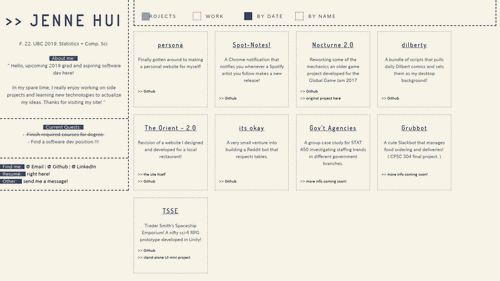 >> JENNE HUI
F. 22. UBC 2018. Statistics + Comp. Sci
About me:
" Hello, upcoming 2018 grad and aspiring software
dev here!
In my spare time, I really enjoy working on side
projects and learning new technologies to actualize
my ideas. Thanks for visiting my site! "
Current Quests:
- Finish required courses for degree
- Find a software dev position !!!
Find me: @ Email | @ Github | @ LinkedIn
Resume: right here!
Other: send me a message!
PROJECTS
WORK
BY DATE
BY NAME
persona
Finally gotten around to making
a personal website for myself!
>> Github
Spot-Notes!
A Chrome notification that
notifies you whenever a Spotify
artist you follow makes a new
release!
>> Github
Nocturne 2.0
Reworking some of the
mechanics an older game
project developed for the
Global Game Jam 2017
>> Github
>> original project here
dilberty
A bundle of scripts that pulls
daily Dilbert comics and sets
them as my desktop
background!
>> Github
The Orient - 2.0
Revision of a website I designed
and developed for a local
restaurant!
>> the site itself
>> Github
its okay
A very small venture into
building a Reddit bot that
respects tables.
>> Github
Gov't Agencies
A group case study for STAT
450 investigating staffing trends
in different government
branches.
>> more info coming soon!
Grubbot
A cute Slackbot that manages
food ordering and deliveries!
( CPSC 304 final project. )
>> more info coming soon!
TSSE
Trader Smith's Spaceship
Emporium! A nifty sci-fi RPG
prototype developed in Unity!
>> Github
>> stand-alone UI mini project